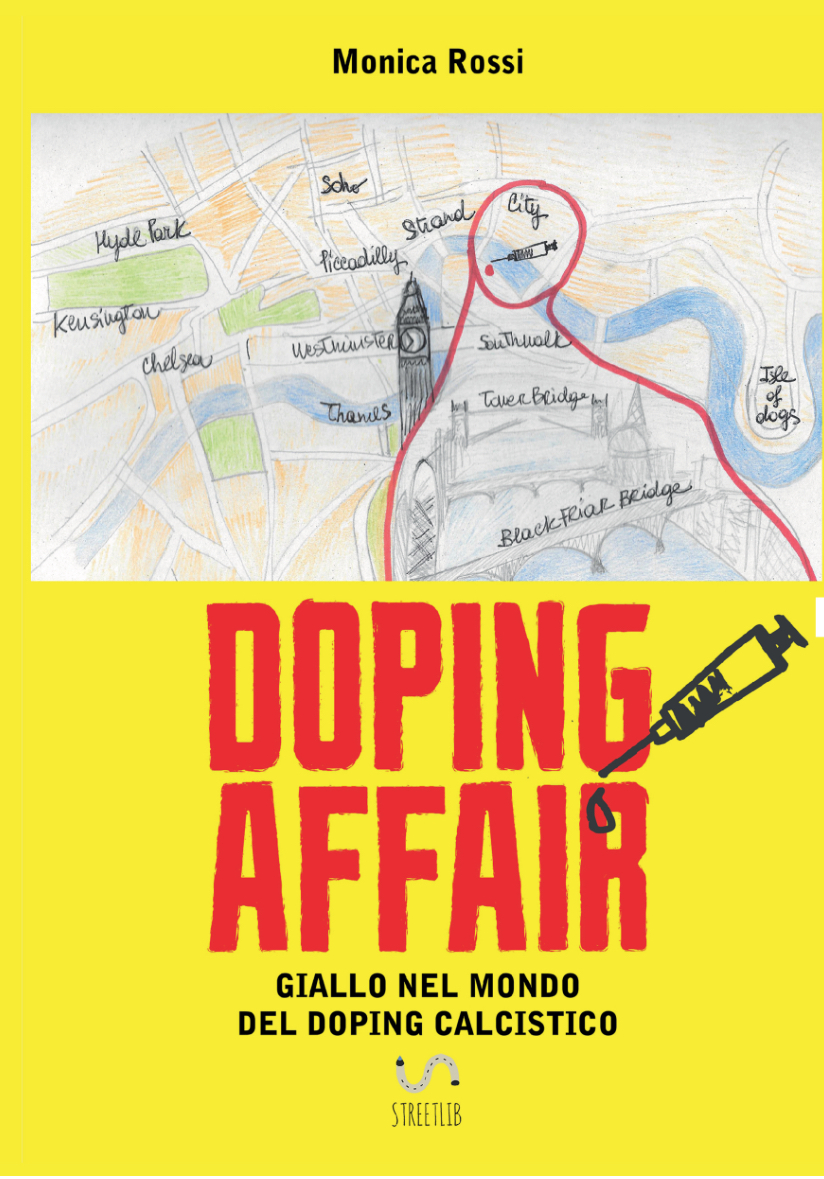 Monica Rossi
Soho
City
Strand
Hyde Park
Piccadilly
Kensington
Westminster
Southwalk
Chelsea
Isle
of
dogs
Tower Bridge
Thames
BlackFriar Bridge
DOPING
AFFAIR
GIALLO NEL MONDO
DEL DOPING CALCISTICO
STREETLIB